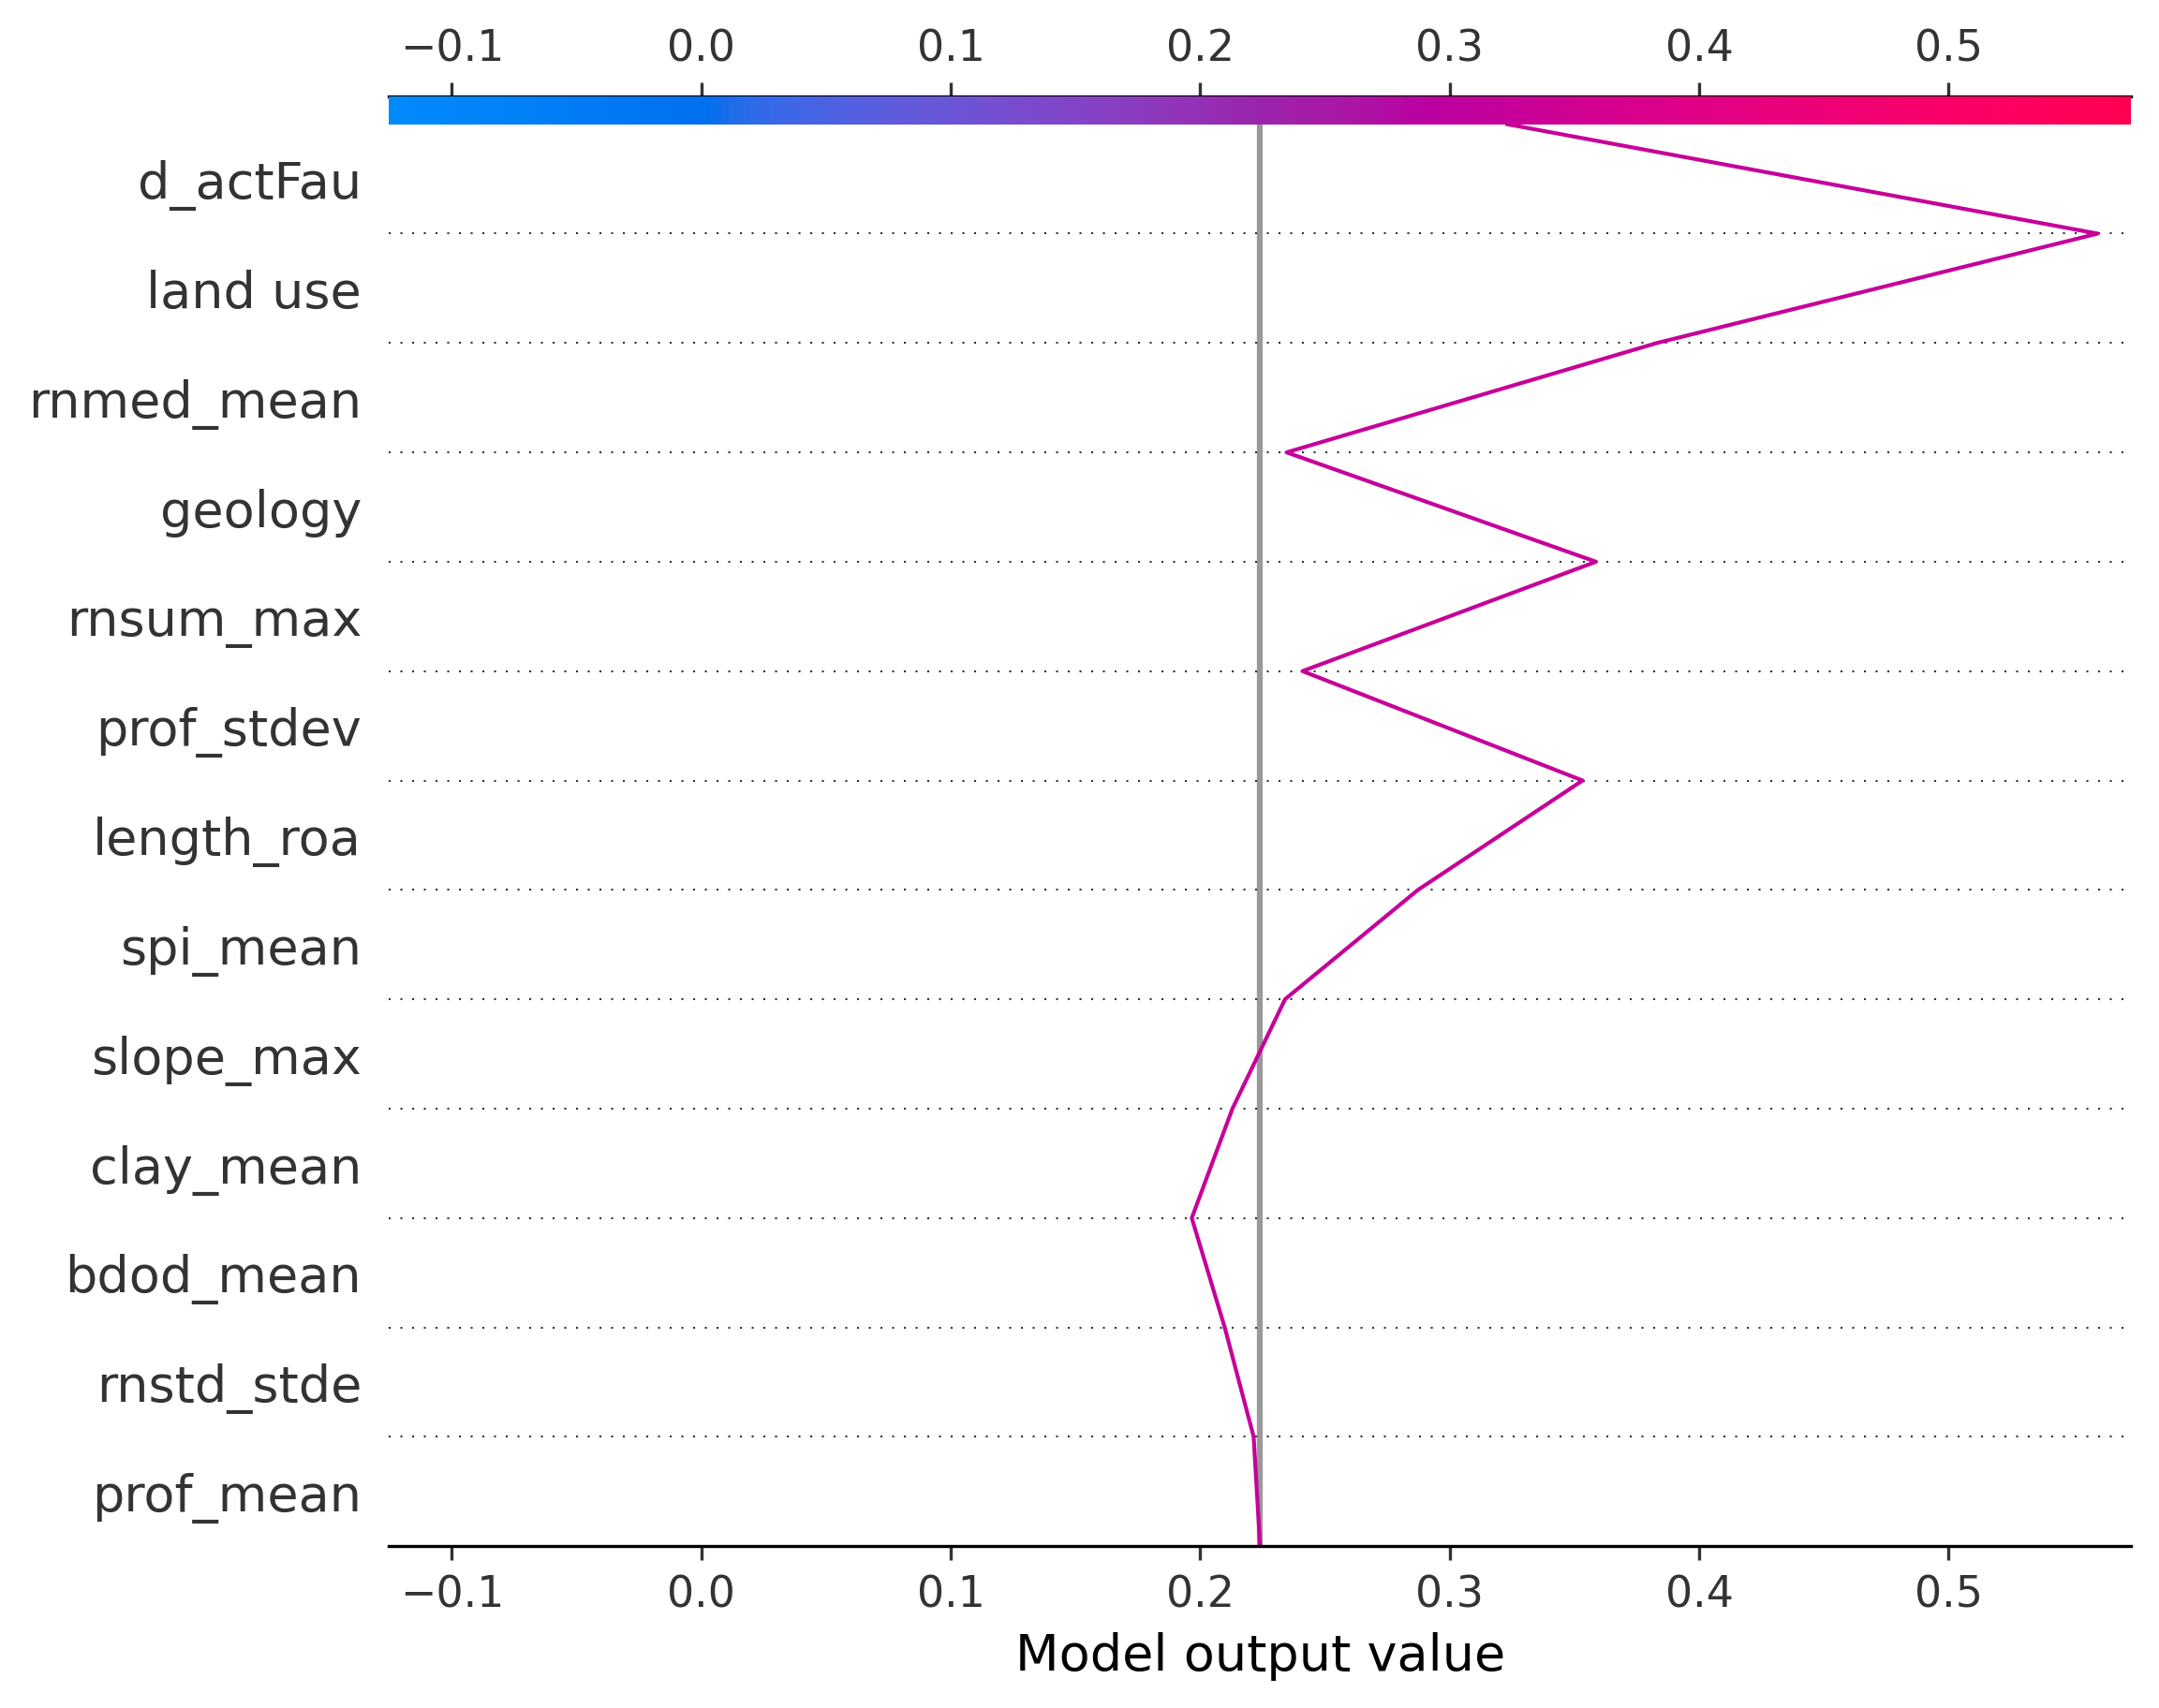 −0.1 0.0 0.1 0.2 0.3 0.4 0.5
d_actFau
land use
rnmed_mean
geology
rnsum_max
prof_stdev
length_roa
spi_mean
slope_max
clay_mean
bdod_mean
rnstd_stde
prof_mean
−0.1 0.0 0.1 0.2 0.3 0.4 0.5
Model output value